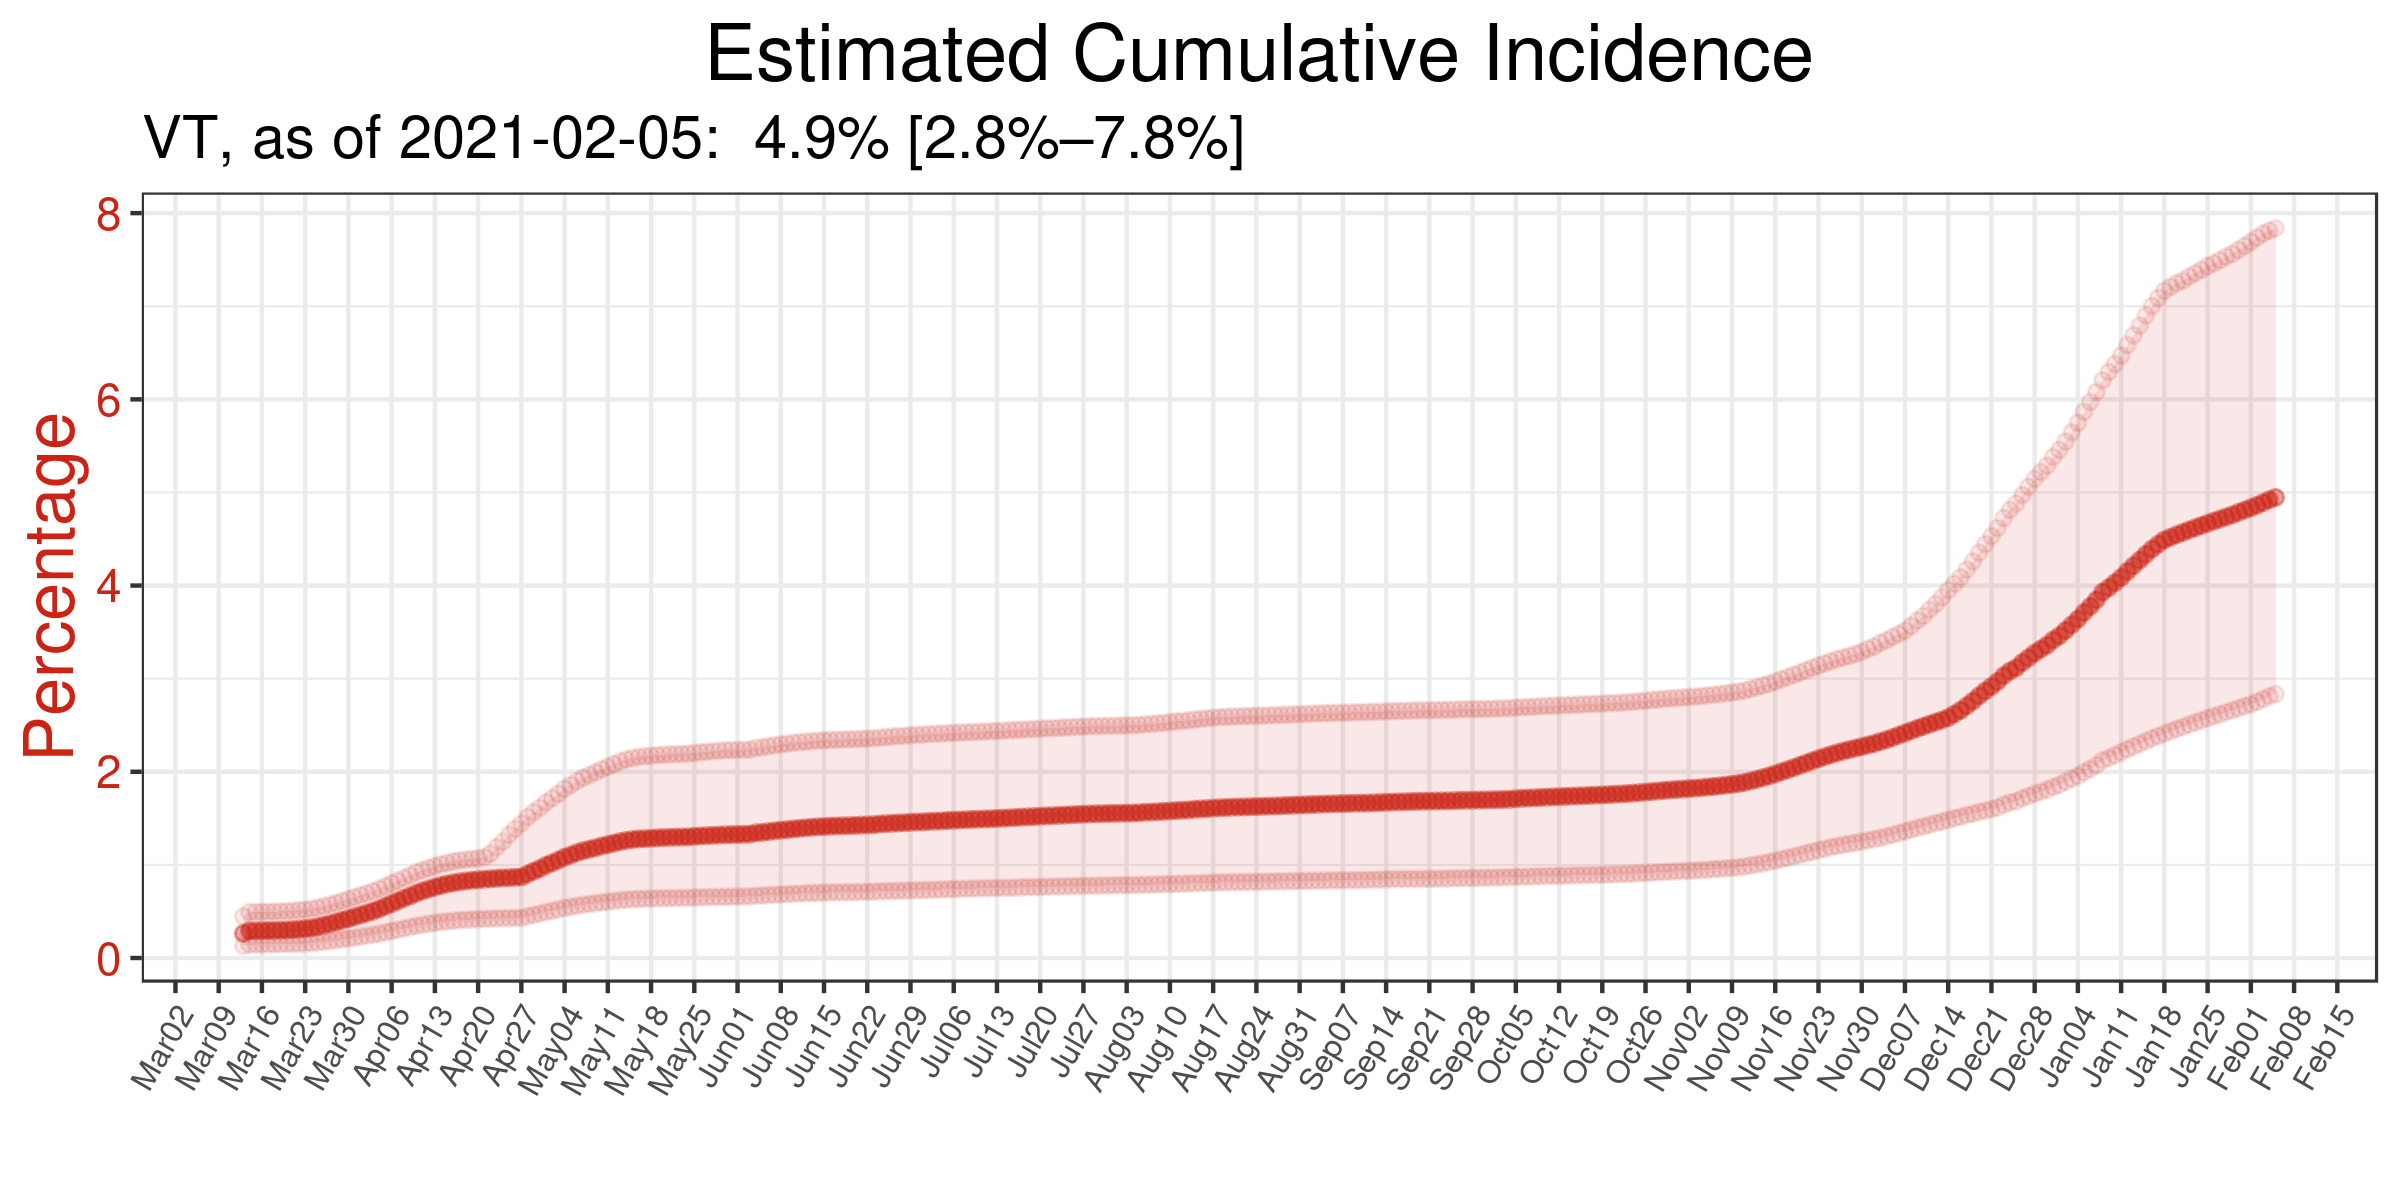 Estimated Cumulative Incidence
VT, as of 2021-02-05:  4.9% [2.8%–7.8%]
Percentage
8
6
4
2
0
Mar02
Mar09
Mar16
Mar23
Mar30
Apr06
Apr13
Apr20
Apr27
May04
May11
May18
May25
Jun01
Jun08
Jun15
Jun22
Jun29
Jul06
Jul13
Jul20
Jul27
Aug03
Aug10
Aug17
Aug24
Aug31
Sep07
Sep14
Sep21
Sep28
Oct05
Oct12
Oct19
Oct26
Nov02
Nov09
Nov16
Nov23
Nov30
Dec07
Dec14
Dec21
Dec28
Jan04
Jan11
Jan18
Jan25
Feb01
Feb08
Feb15